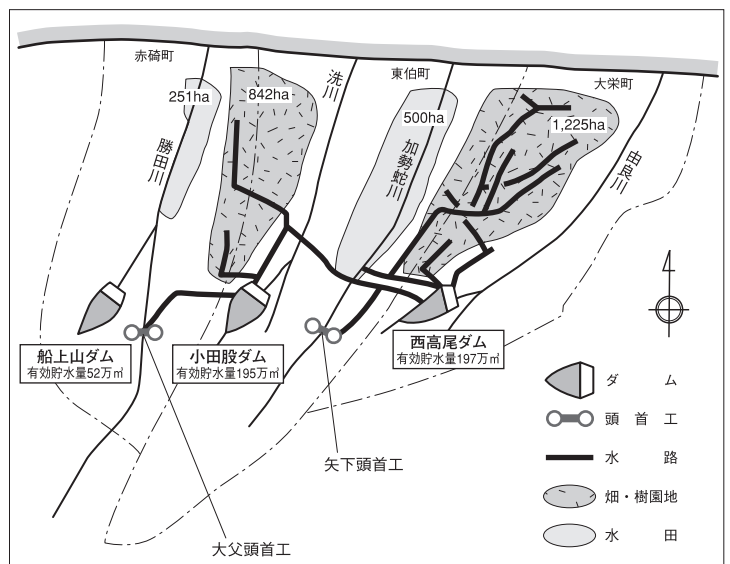 赤碕町
東伯町
大栄町
251ha
842ha
500ha
1,225ha
勝田川
洗川
加勢蛇川
由良川
船上山ダム
有効貯水量52万㎥
小田股ダム
有効貯水量195万㎥
西高尾ダム
有効貯水量197万㎥
矢下頭首工
大父頭首工
ダム
頭首工
水路
畑・樹園地
水田